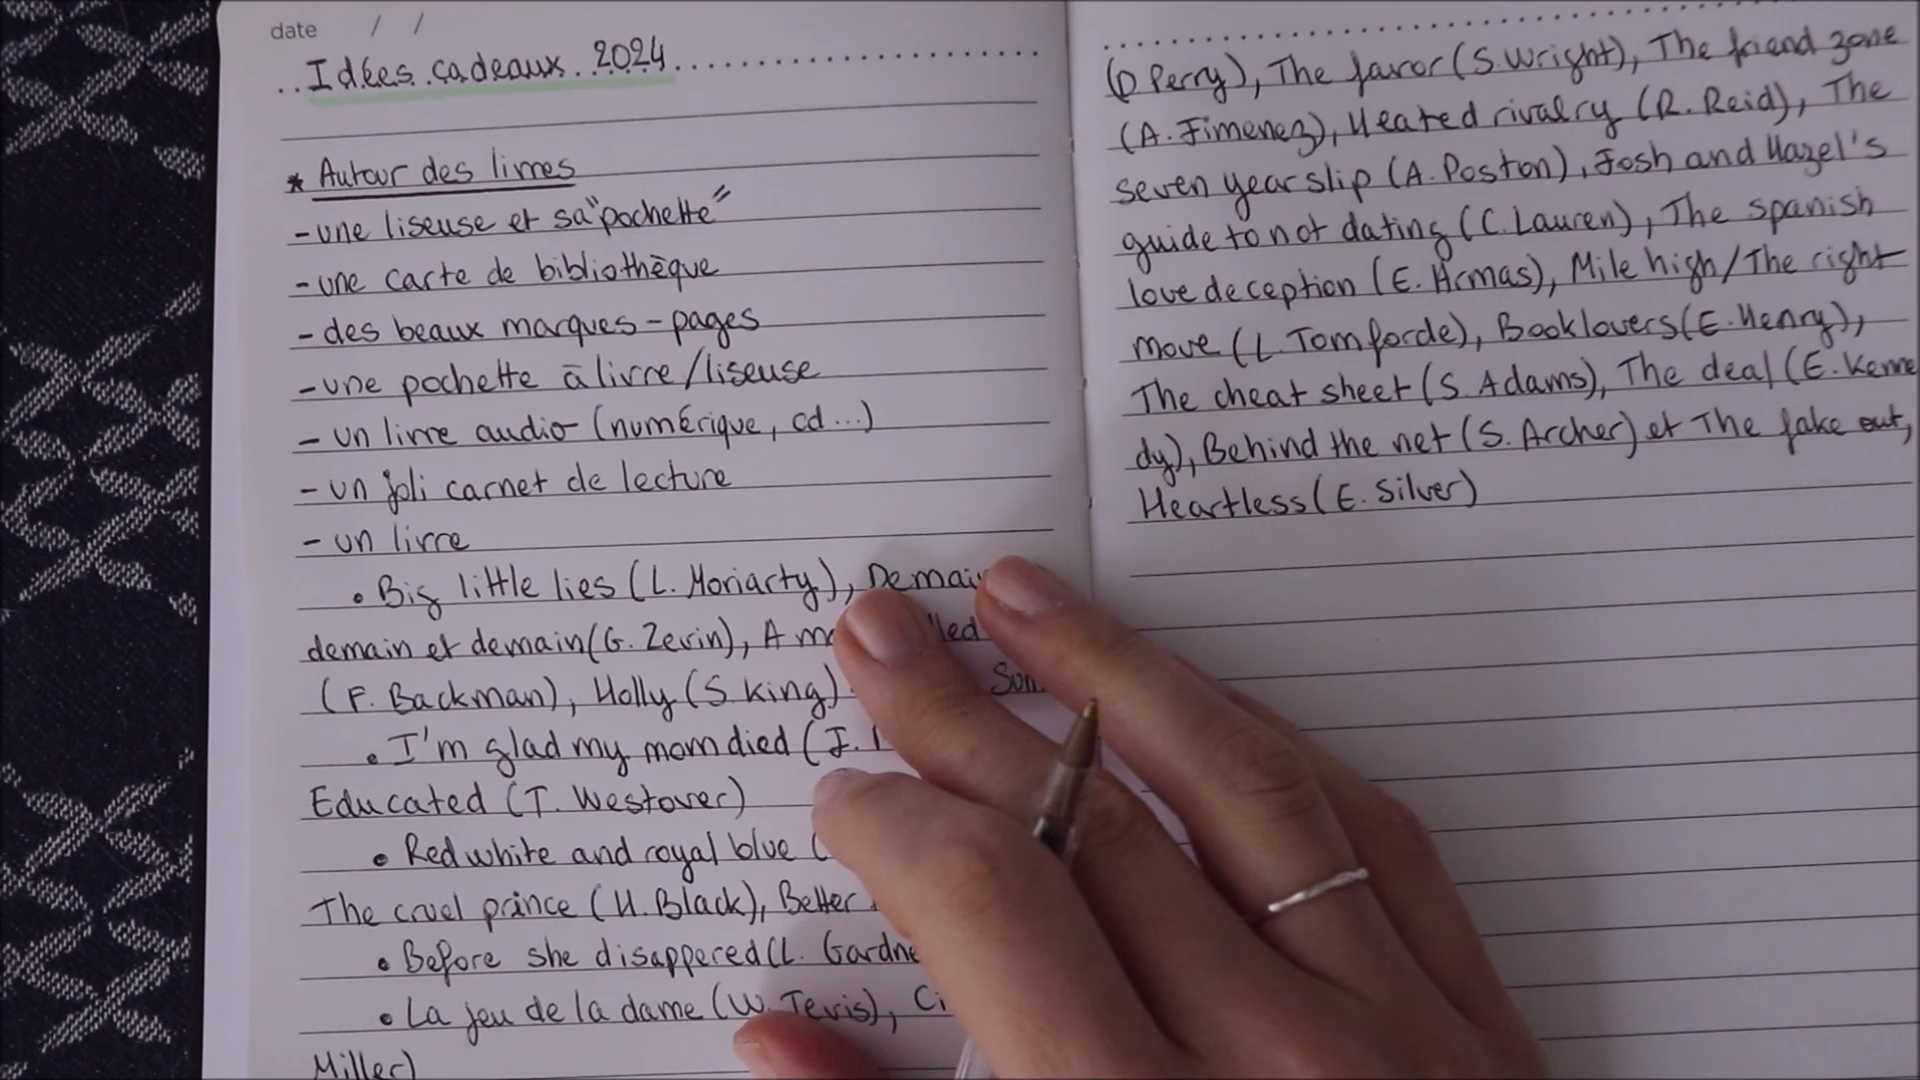 date / /
Idées cadeaux 2024
* Autour des livres
- une liseuse et sa "pochette"
- une carte de bibliothèque
- des beaux marques-pages
- une pochette à livre/liseuse
- un livre audio (numérique, cd...)
- un joli carnet de lecture
- un livre
• Big little lies (L. Moriarty), Demain
demain et demain (G. Zevin), A
(F. Backman), Holly (S. King)
• I'm glad my mom died (J.
Educated (T. Westover)
• Red white and royal blue (
The cruel prince (H. Black), Better
• Before she disappered (L. Gardne
• La jeu de la dame (W. Tevis),
Miller)
(D Perry), The favor (S. Wright), The friend zone
(A. Jimenez), Heated rivalry (R. Reid), The
seven year slip (A. Poston), Josh and Hazel's
guide to not dating (C. Lauren), The spanish
love deception (E. Armas), Mile high/The right
move (L. Tomforde), Booklovers (E. Henry),
The cheat sheet (S. Adams), The deal (E. Kenne
dy), Behind the net (S. Archer) et The fake out,
Heartless (E. Silver)